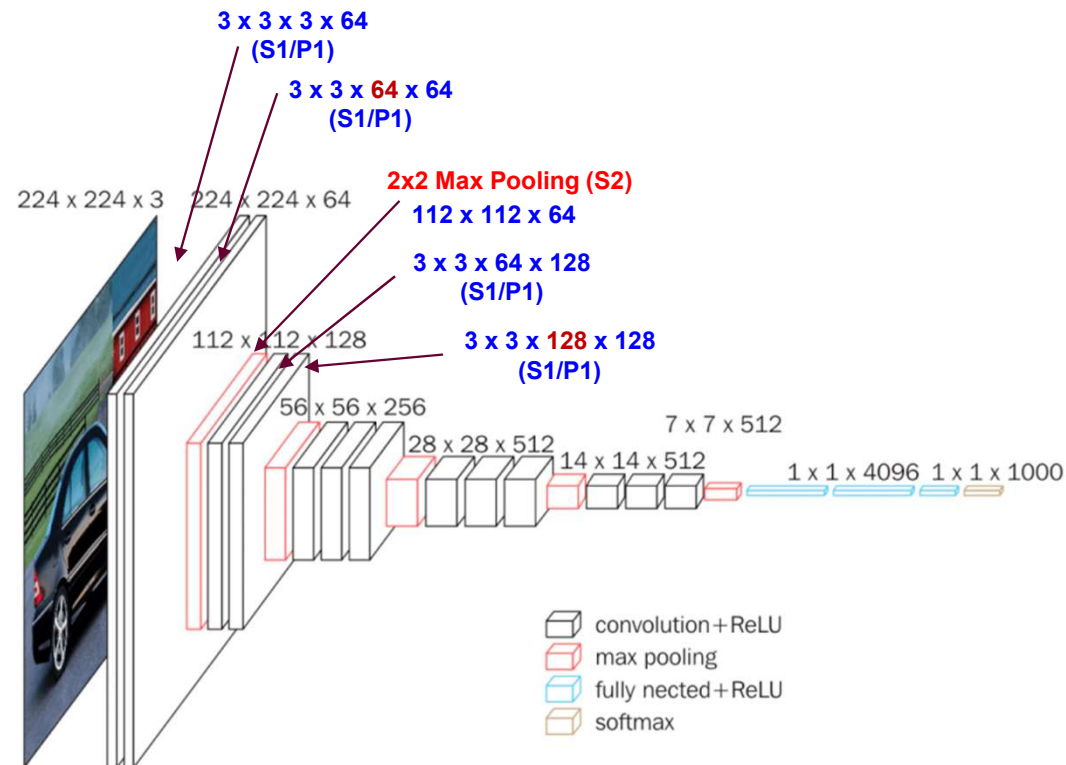 3 x 3 x 3 x 64
(S1/P1)
3 x 3 x 64 x 64
(S1/P1)
2x2 Max Pooling (S2)
224 x 224 x 3
224 x 224 x 64
112 x 112 x 64
3 x 3 x 64 x 128
(S1/P1)
112 x 112 x 128
3 x 3 x 128 x 128
(S1/P1)
56 x 56 x 256
28 x 28 x 512
7 x 7 x 512
14 x 14 x 512
1 x 1 x 4096
1 x 1 x 1000
convolution+ReLU
max pooling
fully nected+ReLU
softmax